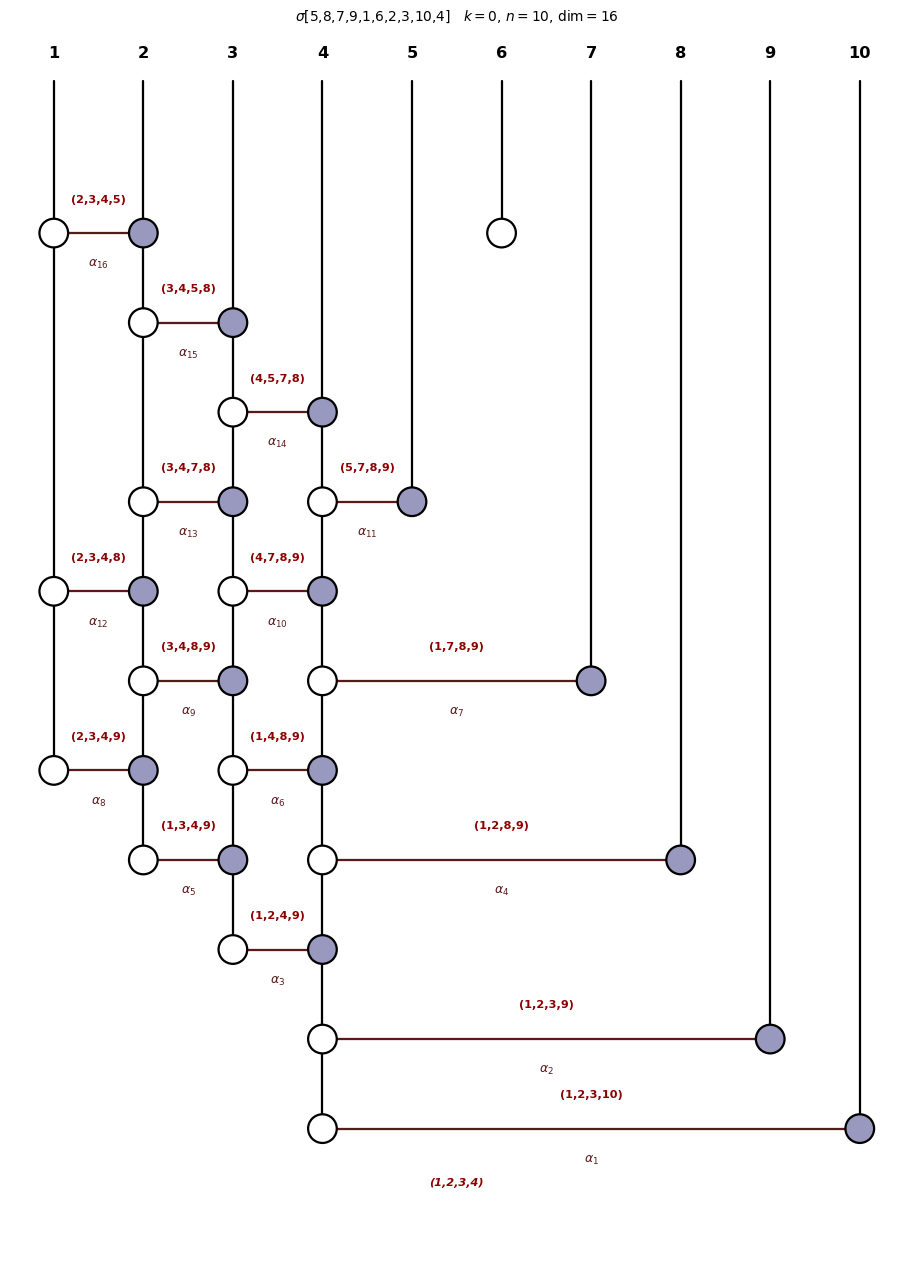 σ[5,8,7,9,1,6,2,3,10,4] k=0, n=10, dim=16
1 2 3 4 5 6 7 8 9 10
(2,3,4,5)
α16
(3,4,5,8)
α15
(4,5,7,8)
α14
(3,4,7,8) (5,7,8,9)
α13 α11
(2,3,4,8) (4,7,8,9)
α12 α10
(3,4,8,9) (1,7,8,9)
α9 α7
(2,3,4,9) (1,4,8,9)
α8 α6
(1,3,4,9) (1,2,8,9)
α5 α4
(1,2,4,9)
α3
(1,2,3,9)
α2
(1,2,3,10)
α1
(1,2,3,4)